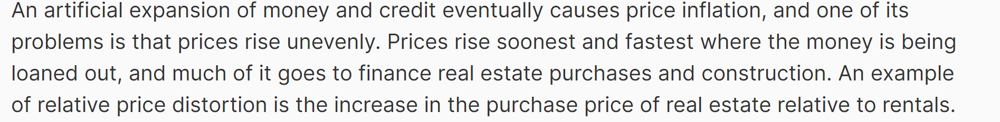 An artificial expansion of money and credit eventually causes price inflation, and one of its
problems is that prices rise unevenly. Prices rise soonest and fastest where the money is being
loaned out, and much of it goes to finance real estate purchases and construction. An example
of relative price distortion is the increase in the purchase price of real estate relative to rentals.